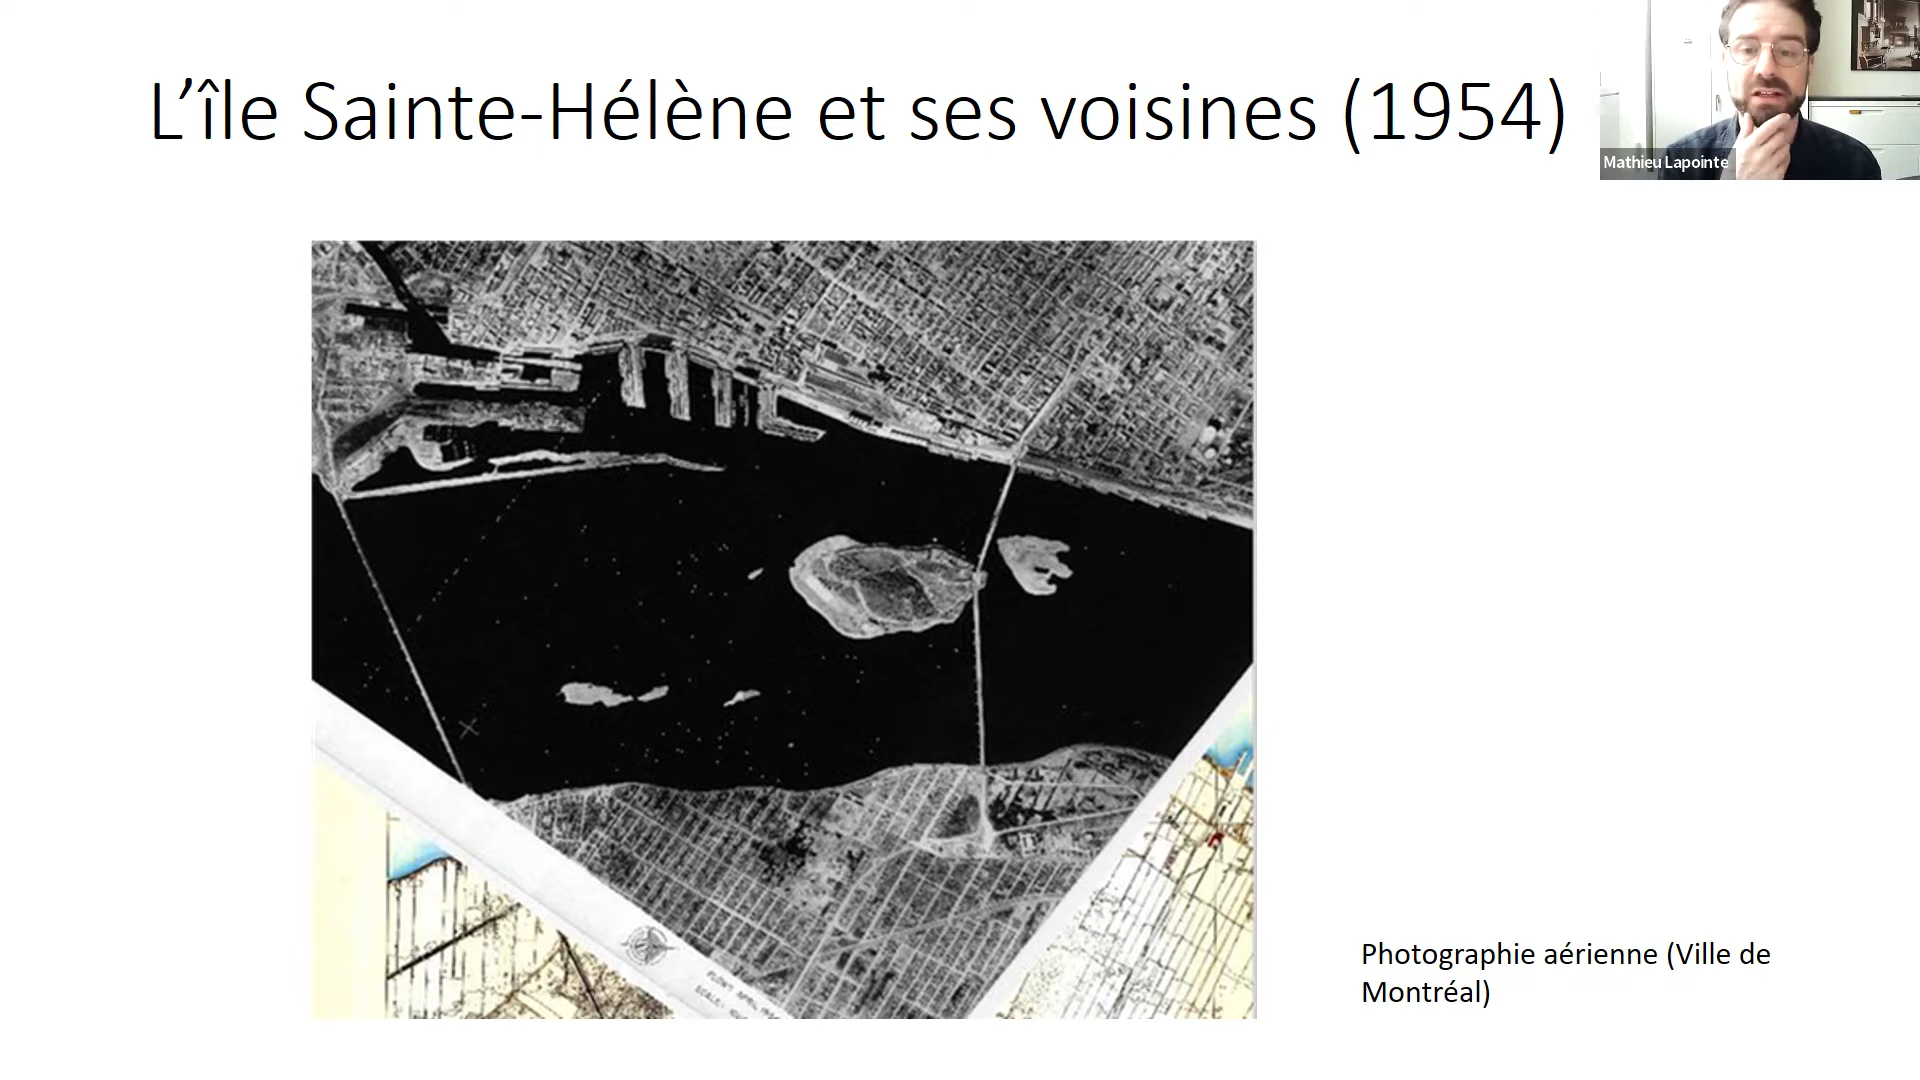 L’île Sainte-Hélène et ses voisines (1954)
Mathieu Lapointe
Photographie aérienne (Ville de
Montréal)